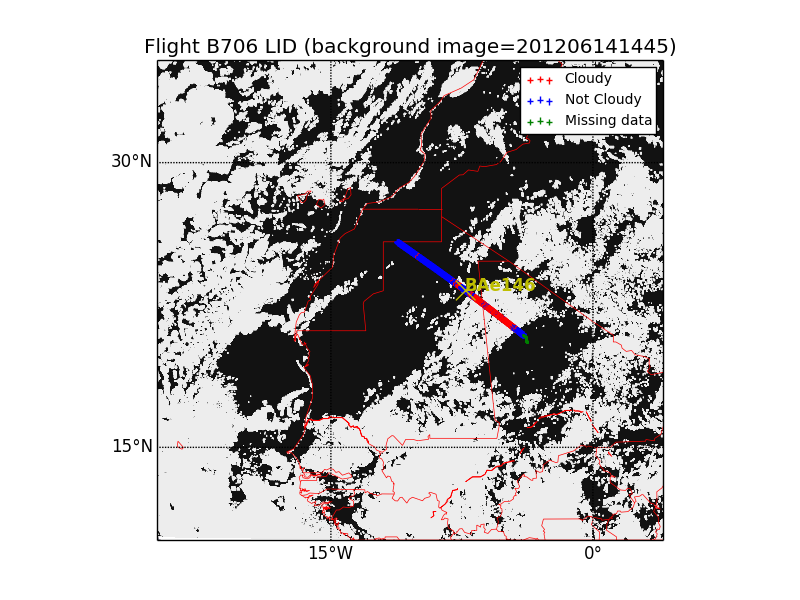 Flight B706 LID (background image=201206141445)
Cloudy
Not Cloudy
Missing data
30°N
BAe146
15°N
15°W
0°